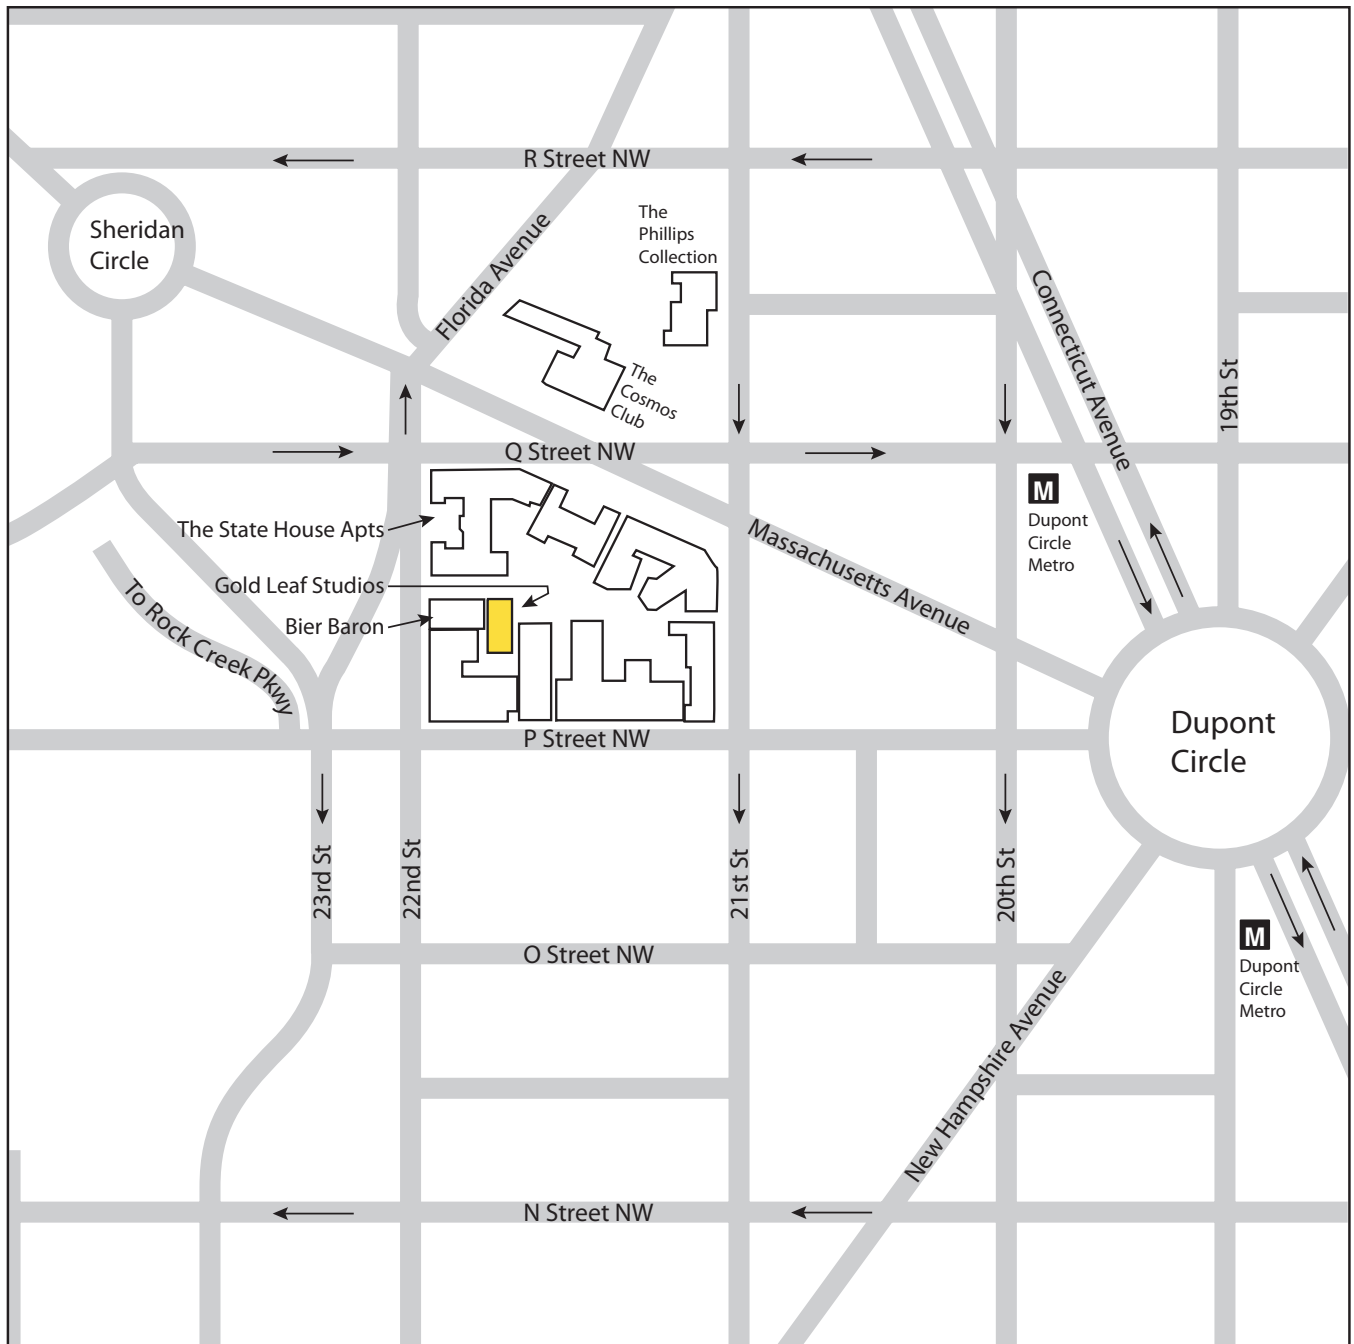 R Street NW
Sheridan
Circle
The
Phillips
Collection
Florida Avenue
Connecticut Avenue
The
Cosmos
Club
19th St
Q Street NW
M
Dupont
Circle
Metro
The State House Apts
Massachusetts Avenue
Gold Leaf Studios
Bier Baron
To Rock Creek Pkwy
Dupont
Circle
P Street NW
23rd St
22nd St
21st St
20th St
O Street NW
M
Dupont
Circle
Metro
New Hampshire Avenue
N Street NW